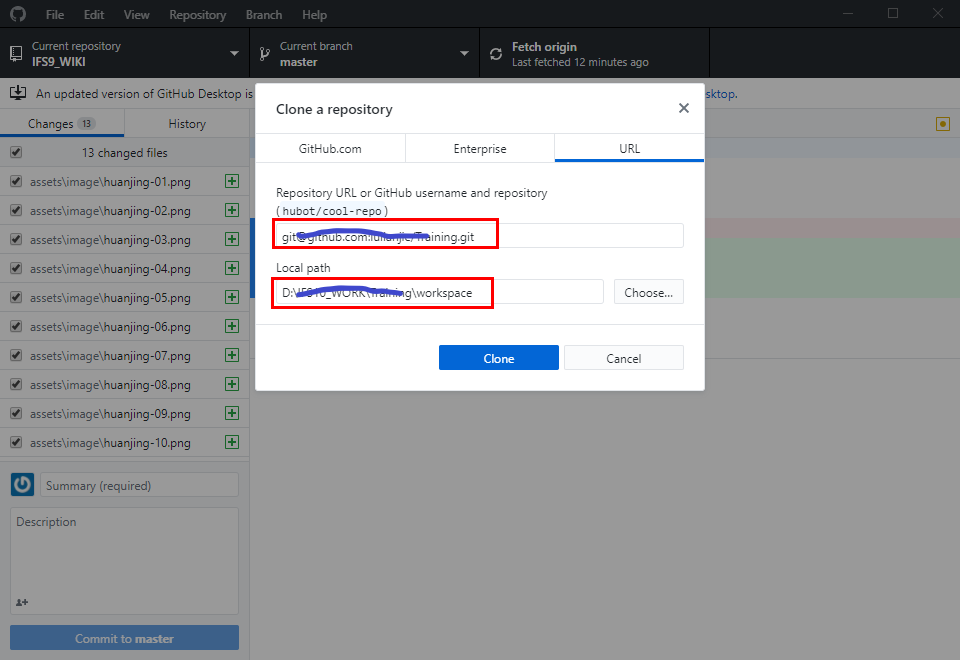 File Edit View Repository Branch Help
Current repository
IFS9_WIKI
Current branch
master
Fetch origin
Last fetched 12 minutes ago
An updated version of GitHub Desktop is
sktop.
Changes 13 History
13 changed files
assets\image\huanjing-01.png
assets\image\huanjing-02.png
assets\image\huanjing-03.png
assets\image\huanjing-04.png
assets\image\huanjing-05.png
assets\image\huanjing-06.png
assets\image\huanjing-07.png
assets\image\huanjing-08.png
assets\image\huanjing-09.png
assets\image\huanjing-10.png
Summary (required)
Description
Commit to master
Clone a repository
GitHub.com Enterprise URL
Repository URL or GitHub username and repository
(hubot/cool-repo)
git@github.com: /Training.git
Local path
D:\ \Training\workspace
Choose...
Clone Cancel